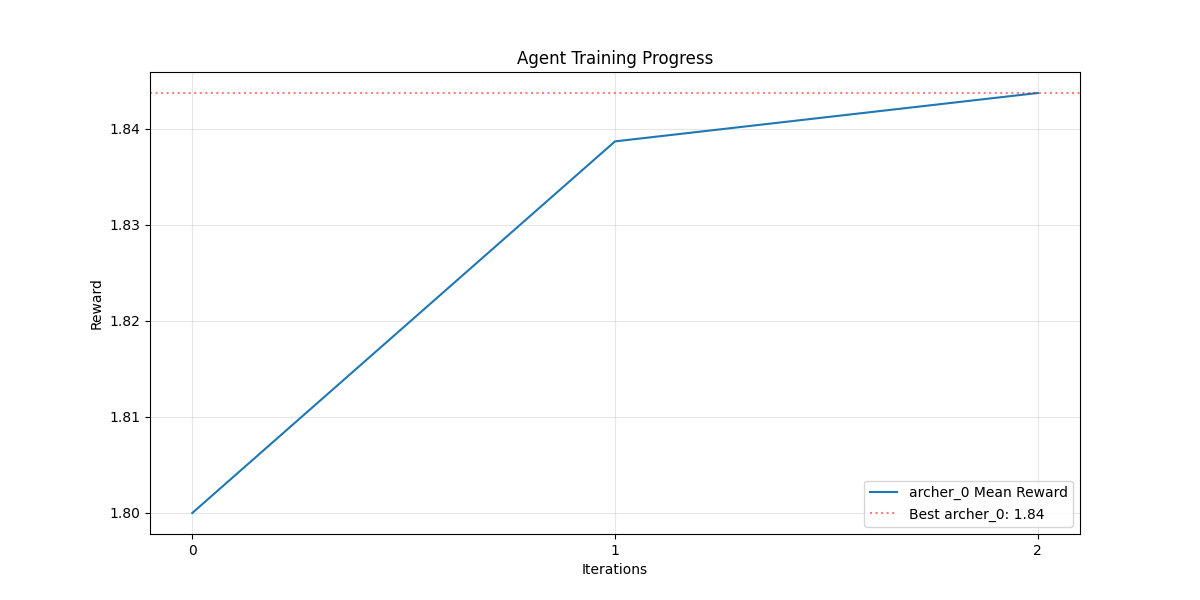 Agent Training Progress
Reward
1.84
1.83
1.82
1.81
1.80
archer_0 Mean Reward
Best archer_0: 1.84
0 1 2
Iterations